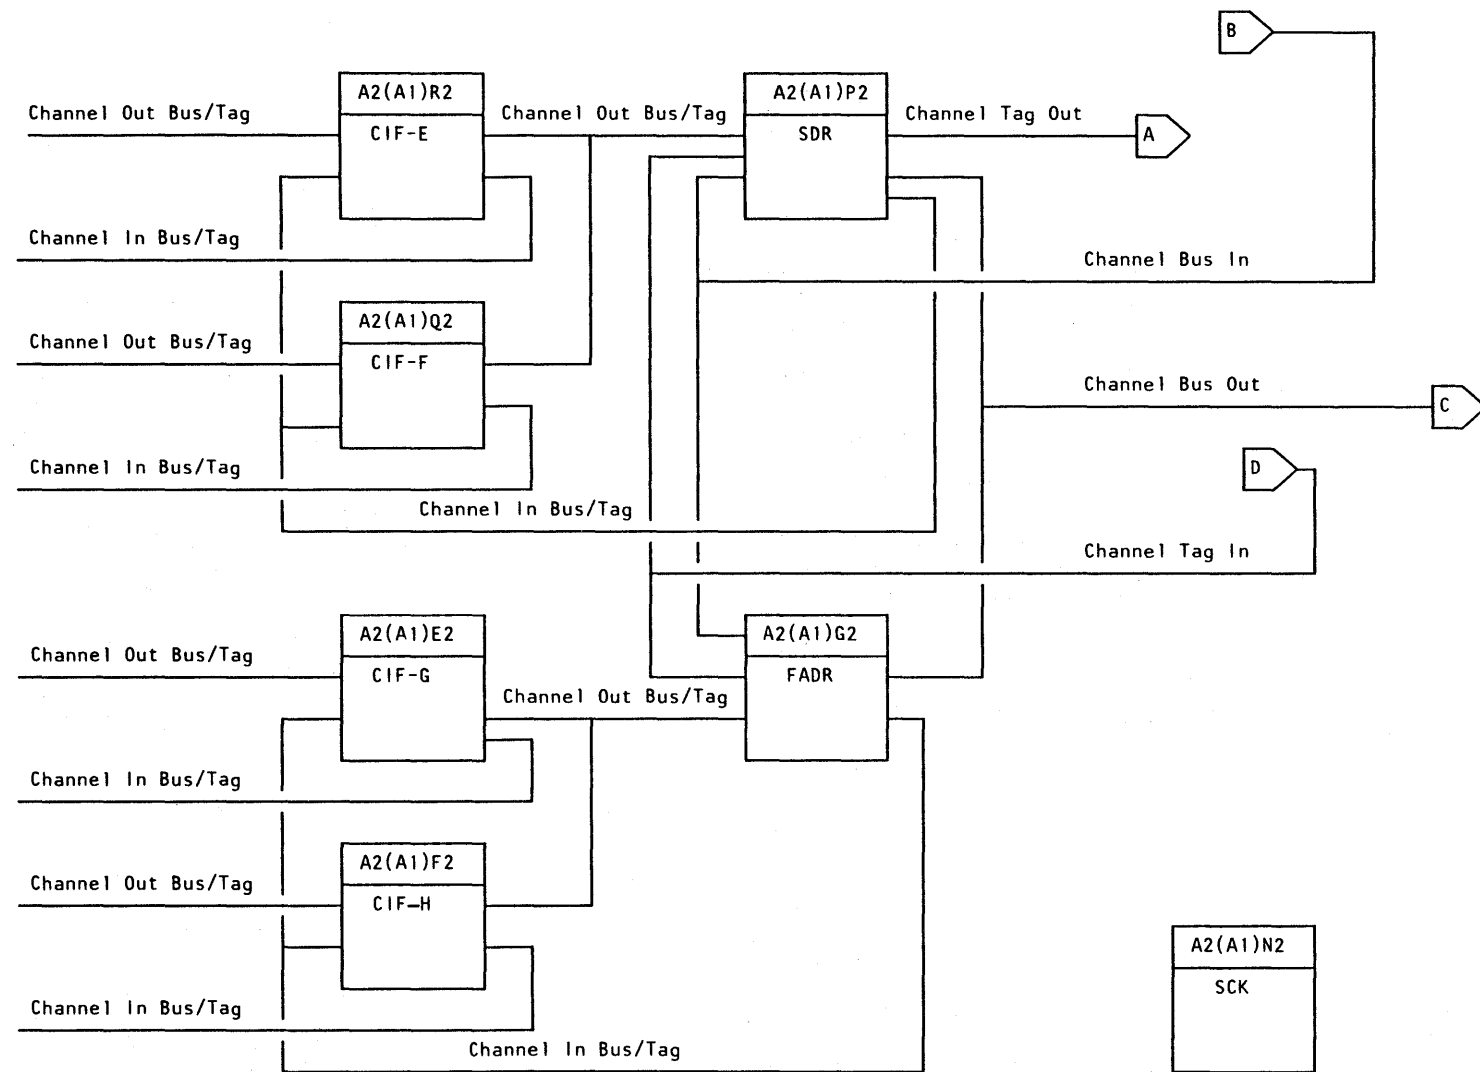 B
A2(A1)R2
A2(A1)P2
Channel Out Bus/Tag
CIF-E
Channel Out Bus/Tag
SDR
Channel Tag Out
A
Channel In Bus/Tag
Channel Bus In
A2(A1)Q2
Channel Out Bus/Tag
CIF-F
Channel Bus Out
C
Channel In Bus/Tag
D
Channel In Bus/Tag
Channel Tag In
A2(A1)E2
A2(A1)G2
Channel Out Bus/Tag
CIF-G
FADR
Channel Out Bus/Tag
Channel In Bus/Tag
A2(A1)F2
Channel Out Bus/Tag
CIF-H
A2(A1)N2
SCK
Channel In Bus/Tag
Channel In Bus/Tag